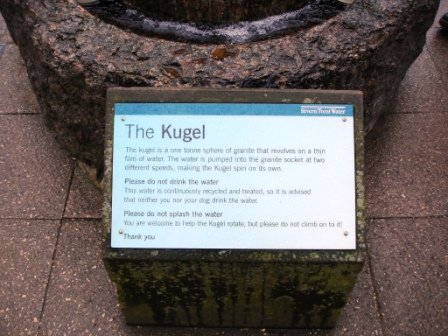 Severn Trent Water
The Kugel
The kugel is a one tonne sphere of granite that revolves on a thin
film of water. The water is pumped into the granite socket at two
different speeds, making the Kugel spin on its own.
Please do not drink the water
This water is continuously recycled and treated, so it is advised
that neither you nor your dog drink the water.
Please do not splash the water
You are welcome to help the Kugel rotate, but please do not climb on to it!
Thank you